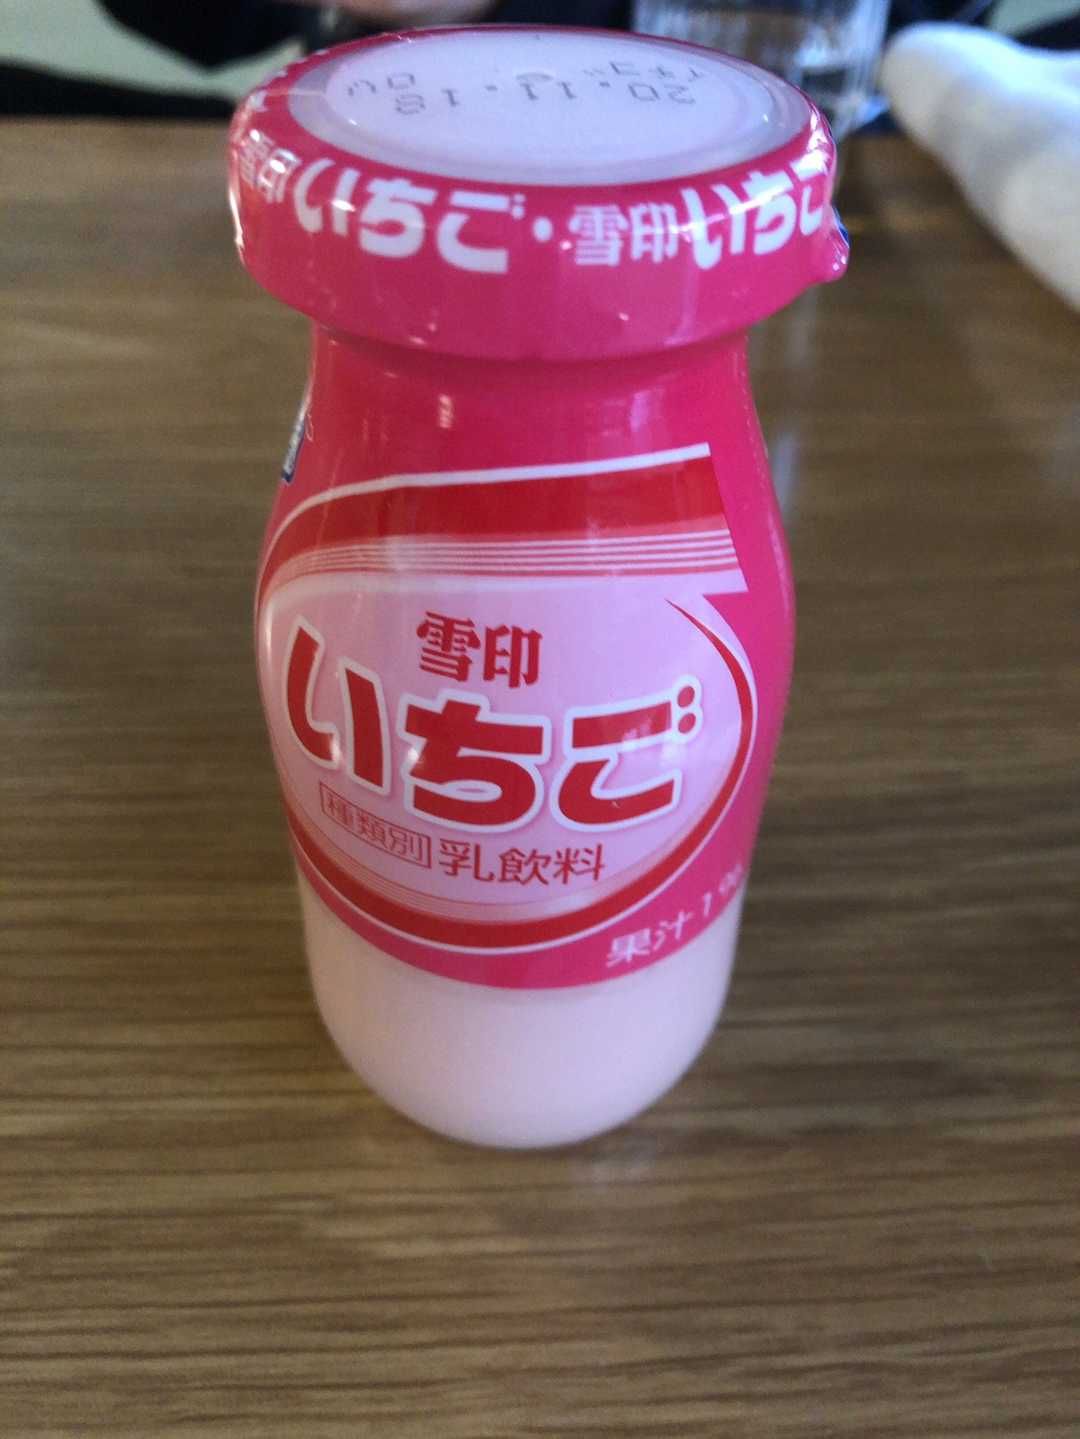 20.11.18
雪印いちご・雪印いちご
雪印
いちご
種類別 乳飲料
果汁1%